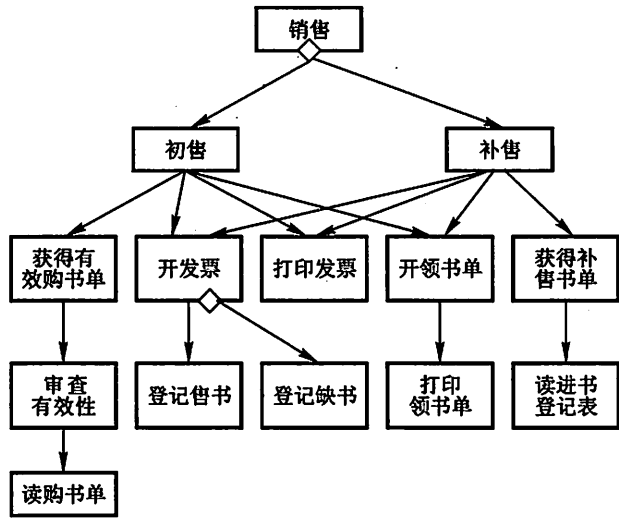 销售
初售
补售
获得有
效购书单
开发票
打印发票
开领书单
获得补
售书单
审查
有效性
登记售书
登记缺书
打印
领书单
读进书
登记表
读购书单